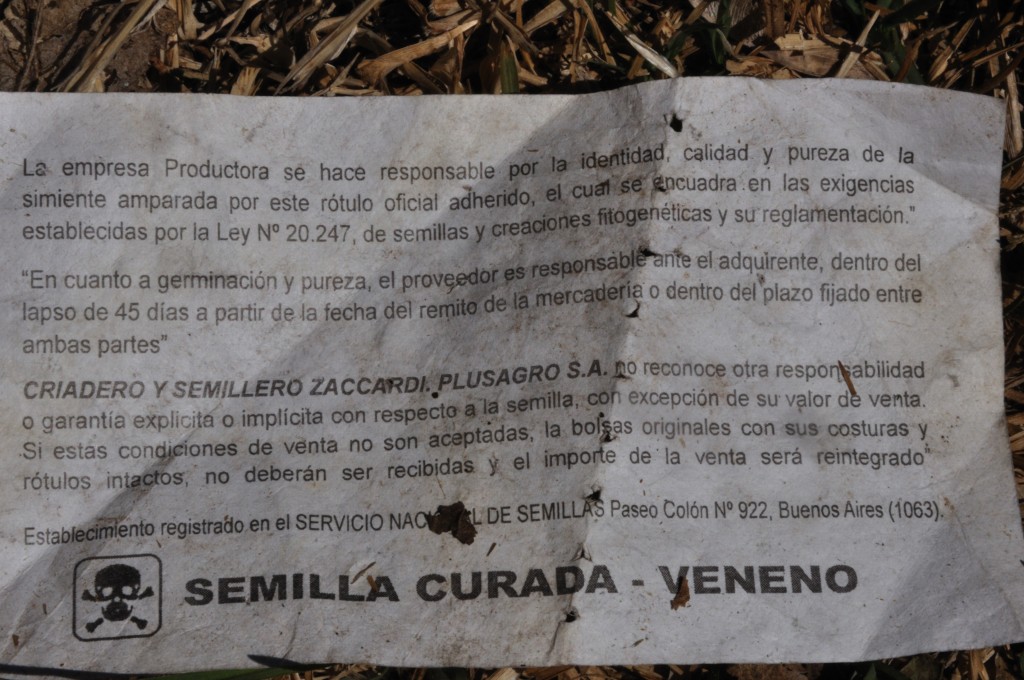 La empresa Productora se hace responsable por la identidad, calidad y pureza de la
simiente amparada por este rótulo oficial adherido, el cual se encuadra en las exigencias
establecidas por la Ley Nº 20.247, de semillas y creaciones fitogenéticas y su reglamentación."
"En cuanto a germinación y pureza, el proveedor es responsable ante el adquirente, dentro del
lapso de 45 días a partir de la fecha del remito de la mercadería o dentro del plazo fijado entre
ambas partes"
CRIADERO Y SEMILLERO ZACCARDI. PLUSAGRO S.A. no reconoce otra responsabilidad
o garantía explicita o implícita con respecto a la semilla, con excepción de su valor de venta.
Si estas condiciones de venta no son aceptadas, la bolsas originales con sus costuras y
rótulos intactos, no deberán ser recibidas y el importe de la venta será reintegrado"
Establecimiento registrado en el SERVICIO NACIONAL DE SEMILLAS Paseo Colón Nº 922, Buenos Aires (1063).
SEMILLA CURADA - VENENO